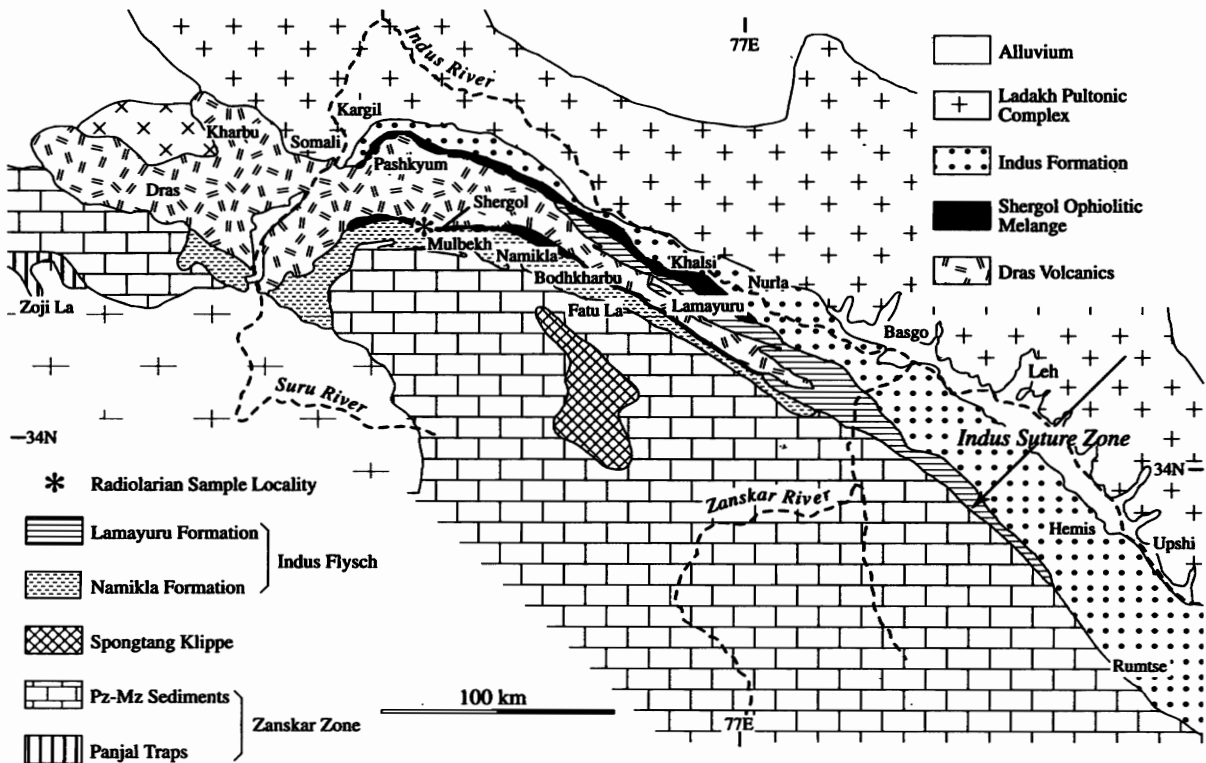 77E
Indus River
Kargil
Kharbu
Somali
Pashkyum
Dras
Shergol
Mulbekh
Namikla
Bodhkharbu
Khalsi
Nurla
Zoji La
Fatu La
Lamayuru
Basgo
Leh
Suru River
34N
Indus Suture Zone
34N
Zanskar River
Hemis
Upshi
Rumtse
100 km
77E
Alluvium
Ladakh Pultonic
Complex
Indus Formation
Shergol Ophiolitic
Melange
Dras Volcanics
Radiolarian Sample Locality
Lamayuru Formation
Indus Flysch
Namikla Formation
Spongtang Klippe
Pz-Mz Sediments
Zanskar Zone
Panjal Traps